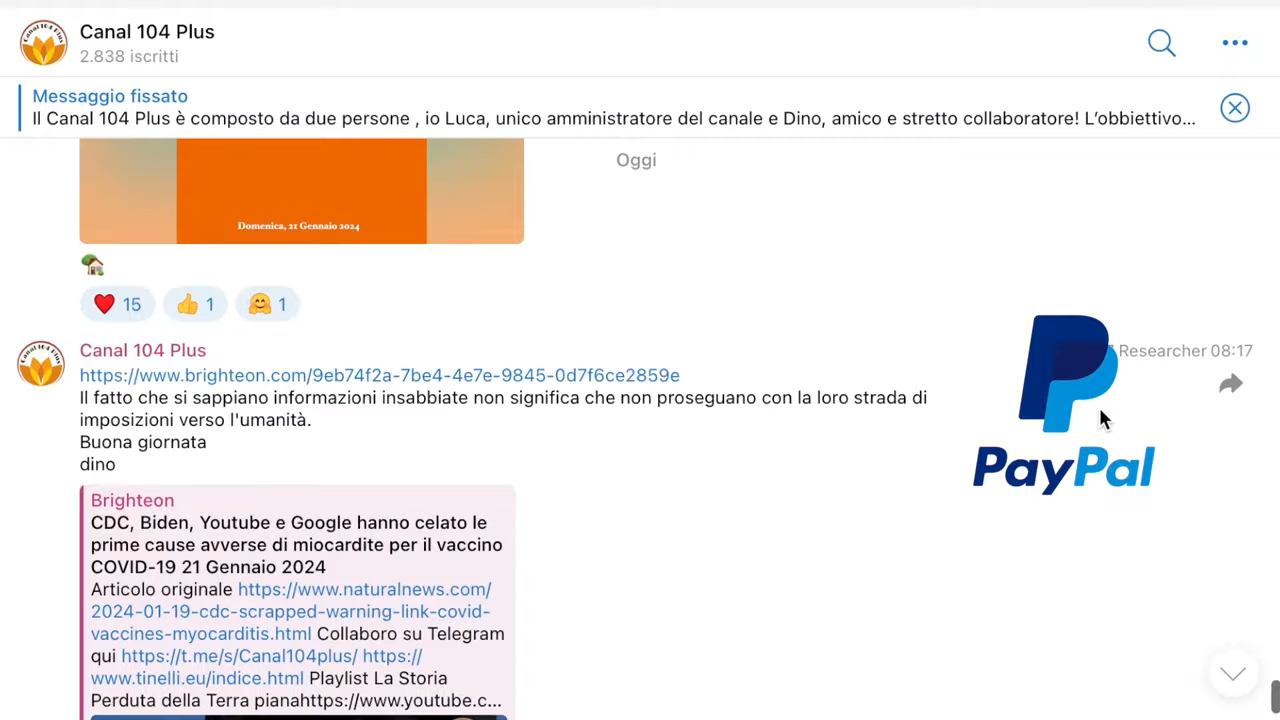 Canal 104 Plus
Canal 104 Plus
2.838 iscritti
Messaggio fissato
Il Canal 104 Plus è composto da due persone , io Luca, unico amministratore del canale e Dino, amico e stretto collaboratore! L’obbiettivo...
Oggi
Domenica, 21 Gennaio 2024
15
1
1
Canal 104 Plus
Canal 104 Plus
Researcher 08:17
https://www.brighteon.com/9eb74f2a-7be4-4e7e-9845-0d7f6ce2859e
Il fatto che si sappiano informazioni insabbiate non significa che non proseguano con la loro strada di
imposizioni verso l'umanità.
Buona giornata
dino
PayPal
Brighteon
CDC, Biden, Youtube e Google hanno celato le
prime cause avverse di miocardite per il vaccino
COVID-19 21 Gennaio 2024
Articolo originale https://www.naturalnews.com/
2024-01-19-cdc-scrapped-warning-link-covid-
vaccines-myocarditis.html Collaboro su Telegram
qui https://t.me/s/Canal104plus/ https://
www.tinelli.eu/indice.html Playlist La Storia
Perduta della Terra pianahttps://www.youtube.c...